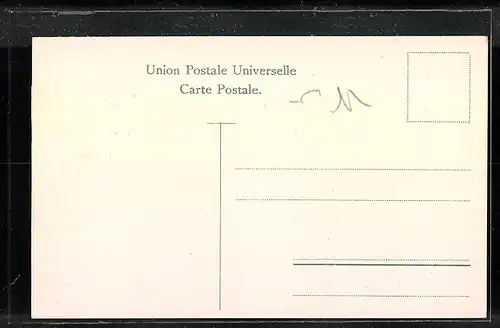 Union Postale Universelle
Carte Postale.